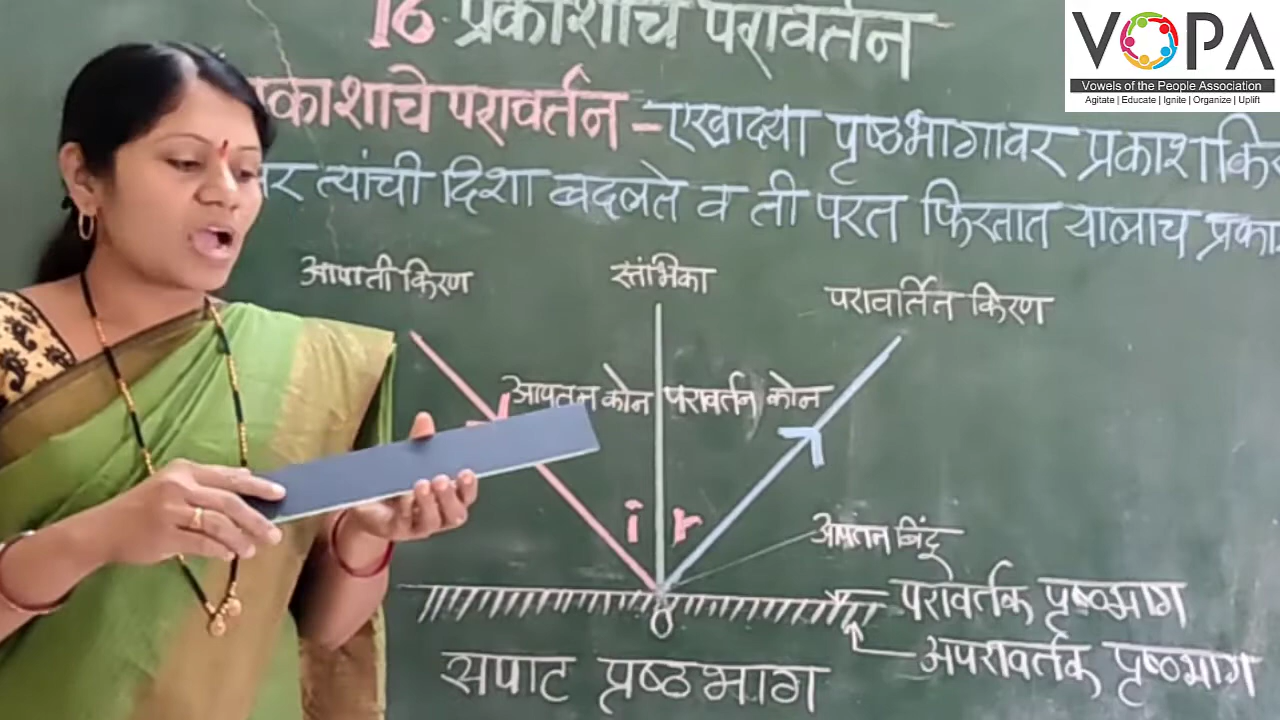 16. प्रकाशाचे परावर्तन
VOPA
Vowels of the People Association
Agitate | Educate | Ignite | Organize | Uplift
प्रकाशाचे परावर्तन – एखाद्या पृष्ठभागावर प्रकाशकिर
वर त्यांची दिशा बदलते व ती परत फिरतात यालाच प्रका
आपाती किरण
स्तंभिका
परावर्तित किरण
आपतन कोन
परावर्तन कोन
i
r
आपतन बिंदू
परावर्तक पृष्ठभाग
अपरावर्तक पृष्ठभाग
सपाट पृष्ठभाग